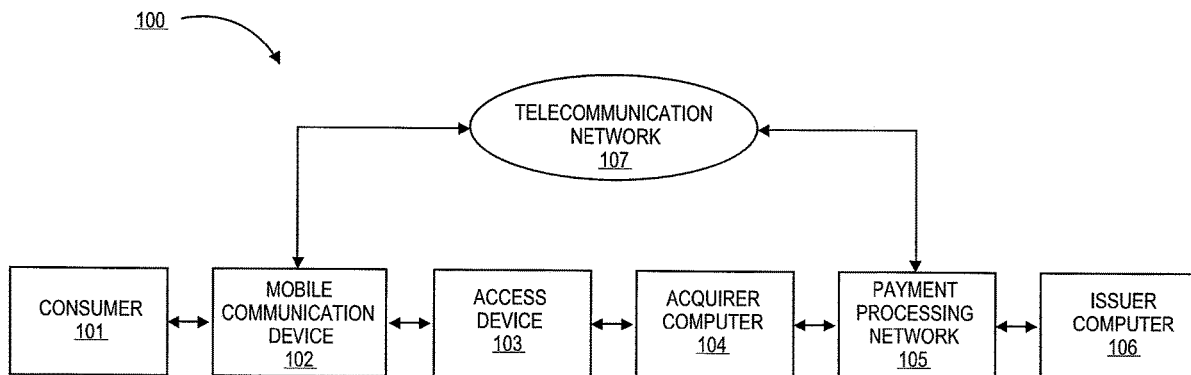 100
TELECOMMUNICATION
NETWORK
107
CONSUMER
101
MOBILE
COMMUNICATION
DEVICE
102
ACCESS
DEVICE
103
ACQUIRER
COMPUTER
104
PAYMENT
PROCESSING
NETWORK
105
ISSUER
COMPUTER
106